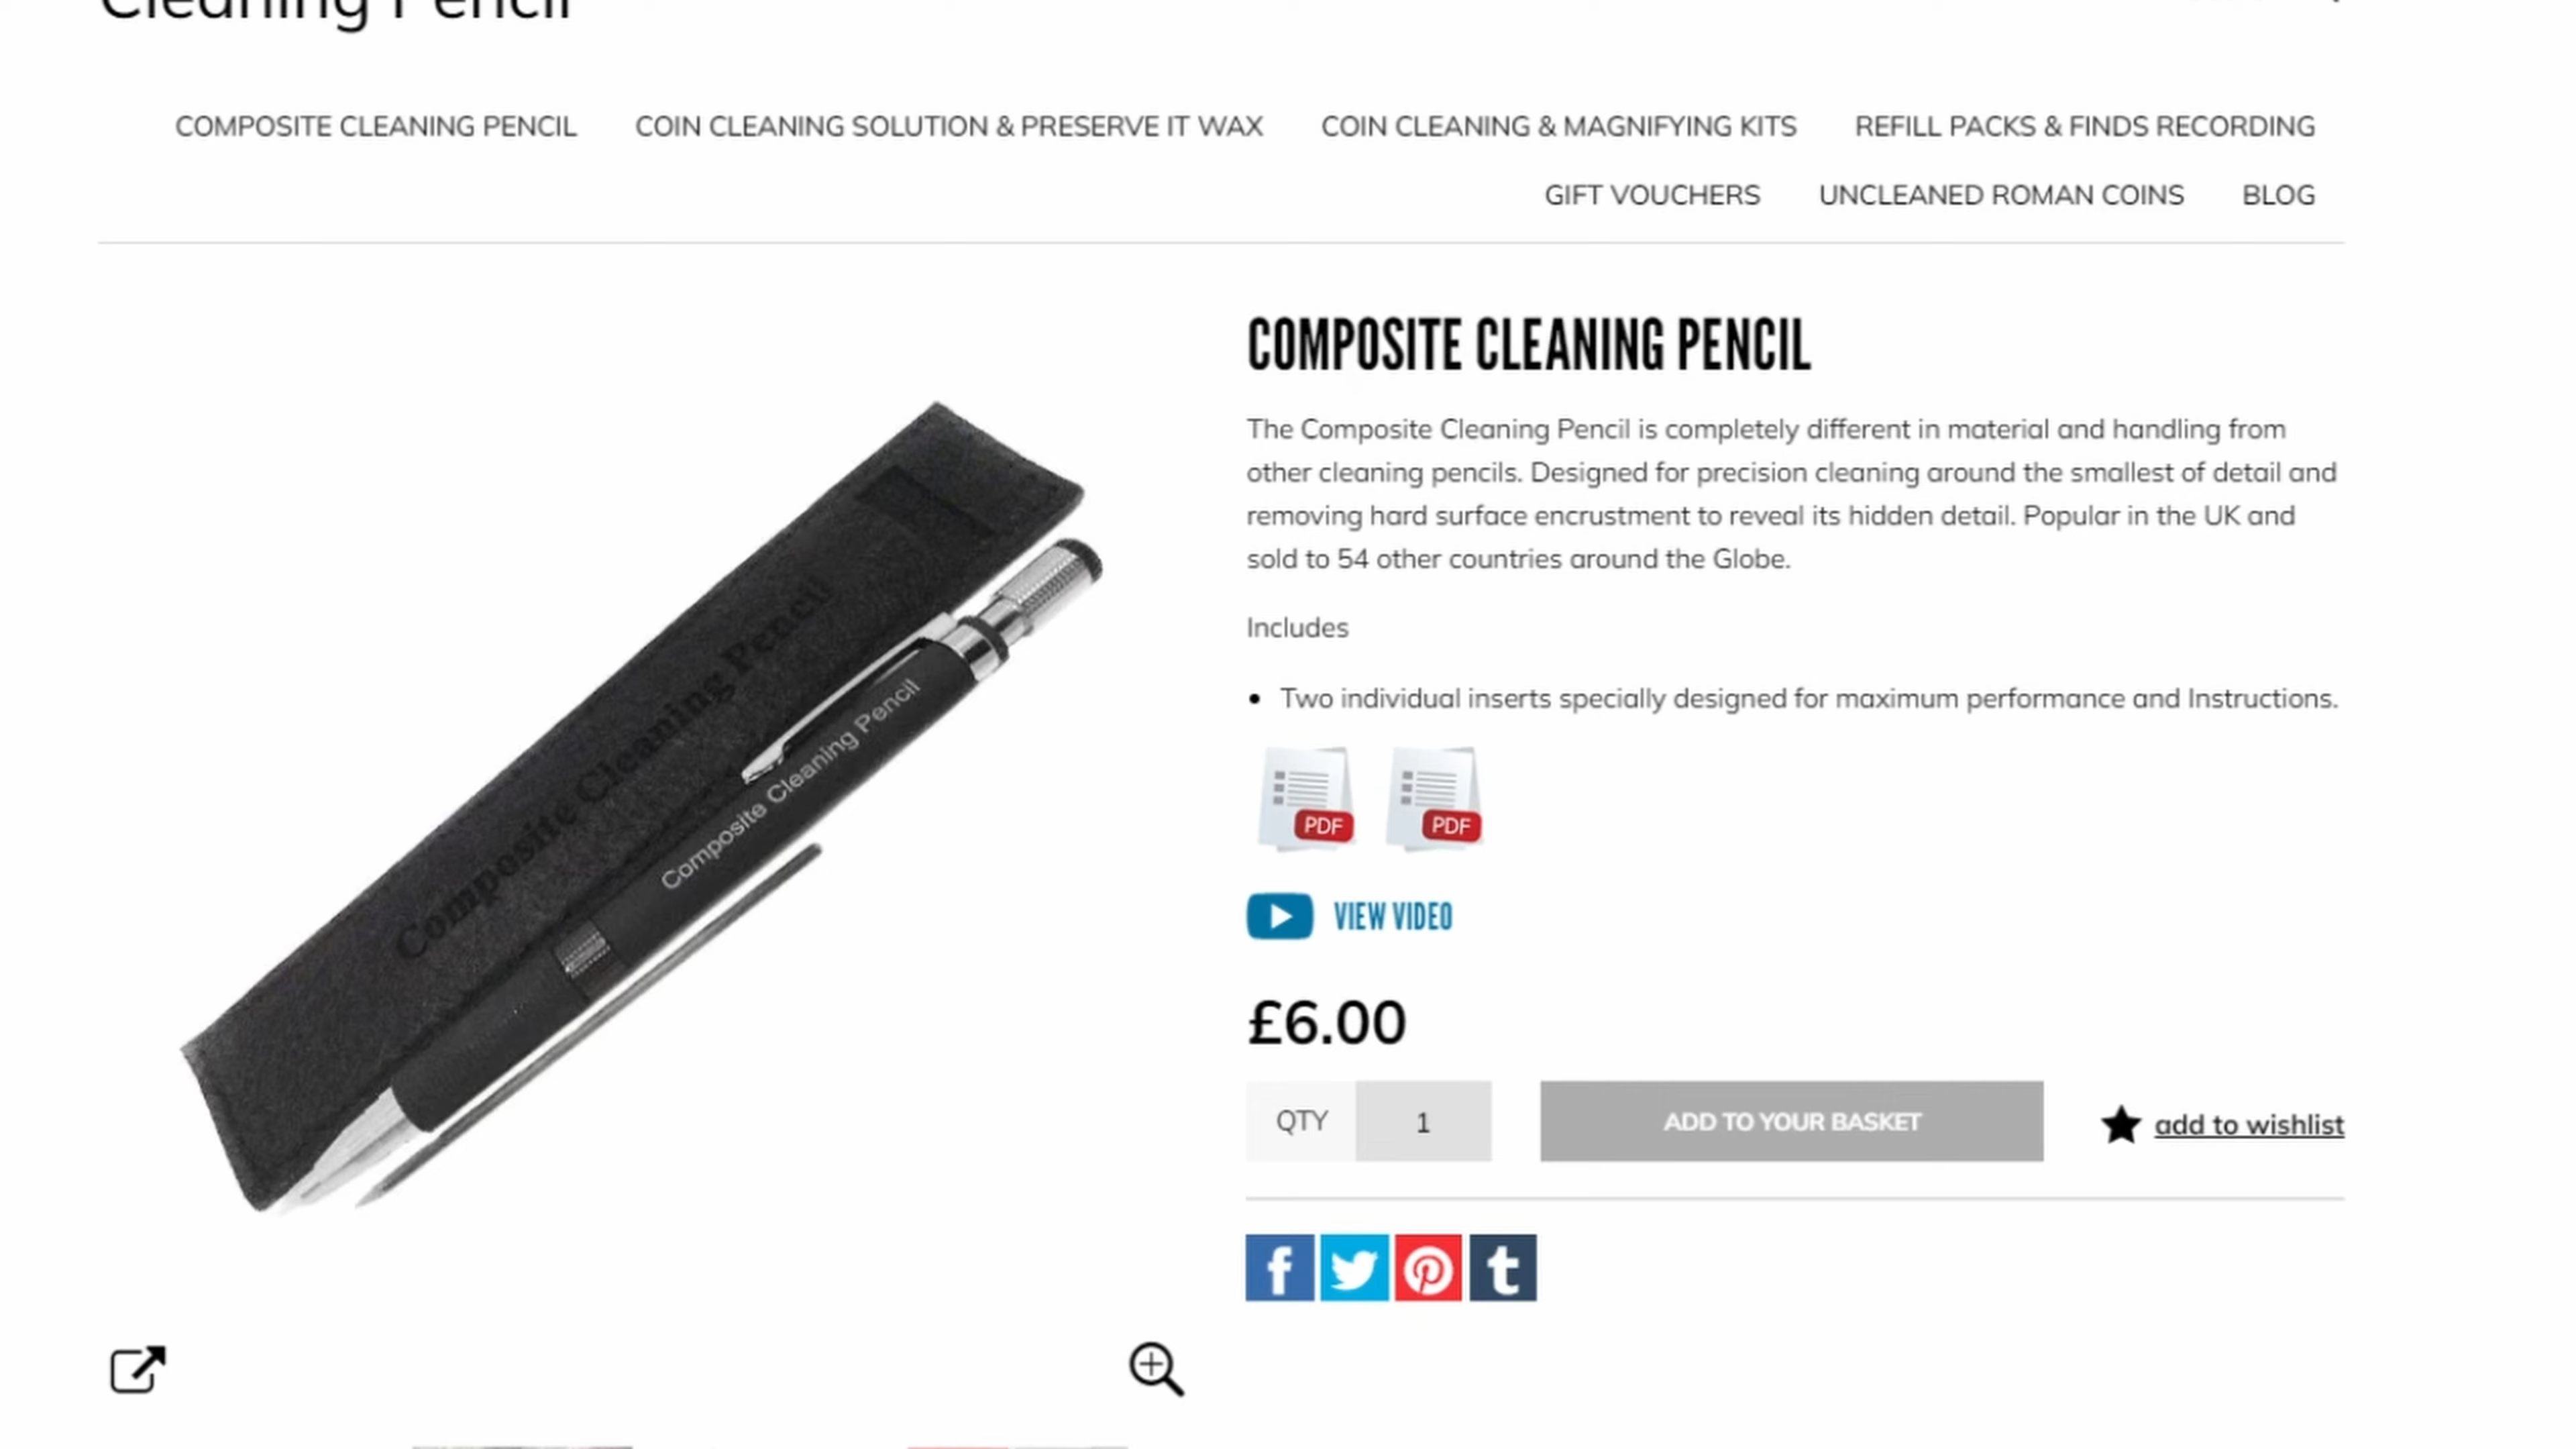 Cleaning Pencil
COMPOSITE CLEANING PENCIL
COIN CLEANING SOLUTION & PRESERVE IT WAX
COIN CLEANING & MAGNIFYING KITS
REFILL PACKS & FINDS RECORDING
GIFT VOUCHERS
UNCLEANED ROMAN COINS
BLOG
Composite Cleaning Pencil
Composite Cleaning Pencil
COMPOSITE CLEANING PENCIL
The Composite Cleaning Pencil is completely different in material and handling from
other cleaning pencils. Designed for precision cleaning around the smallest of detail and
removing hard surface encrustment to reveal its hidden detail. Popular in the UK and
sold to 54 other countries around the Globe.
Includes
• Two individual inserts specially designed for maximum performance and Instructions.
PDF
PDF
VIEW VIDEO
£6.00
QTY
1
ADD TO YOUR BASKET
add to wishlist